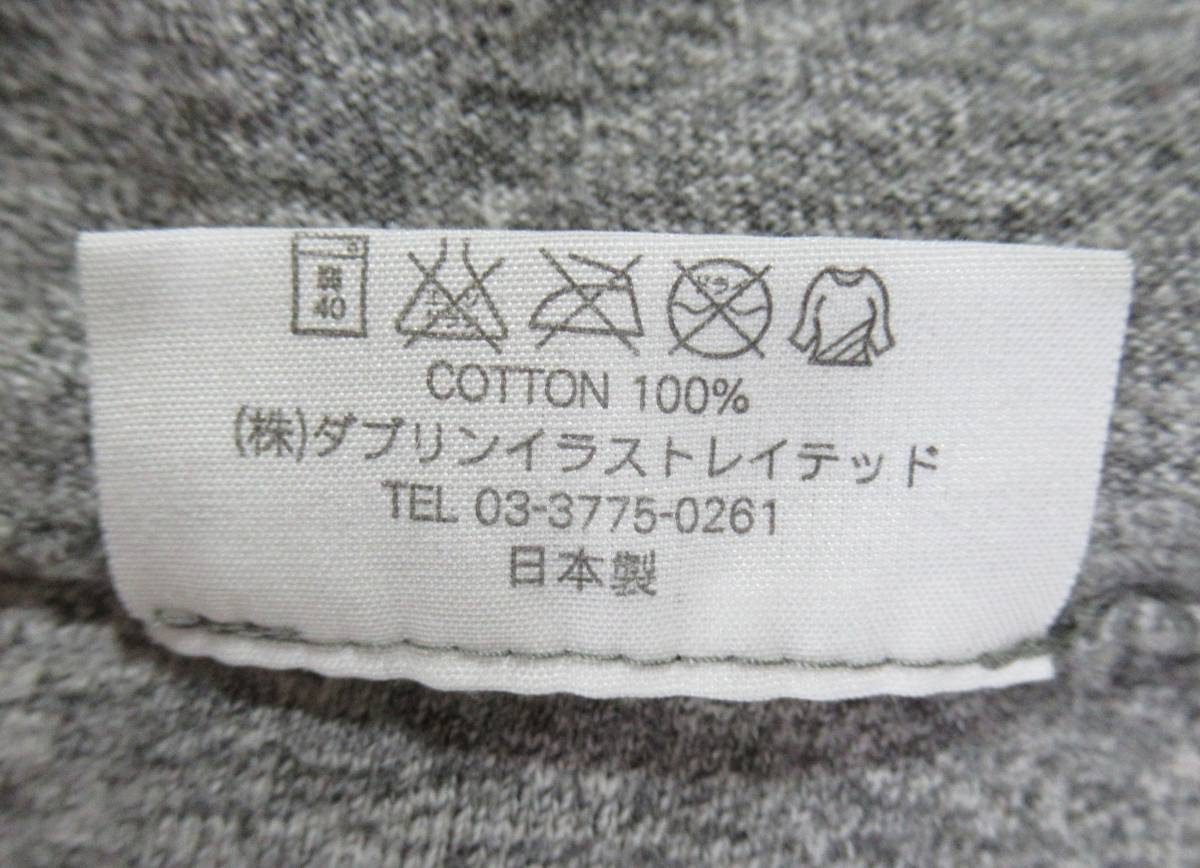 40
COTTON 100%
(株)ダブリンイラストレイテッド
TEL 03-3775-0261
日本製